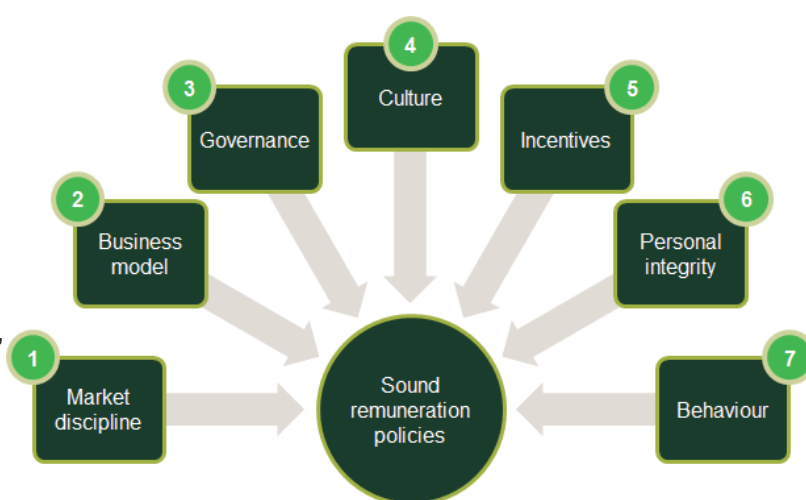 1
Market
discipline
2
Business
model
3
Governance
4
Culture
5
Incentives
6
Personal
integrity
7
Behaviour
Sound
remuneration
policies
,